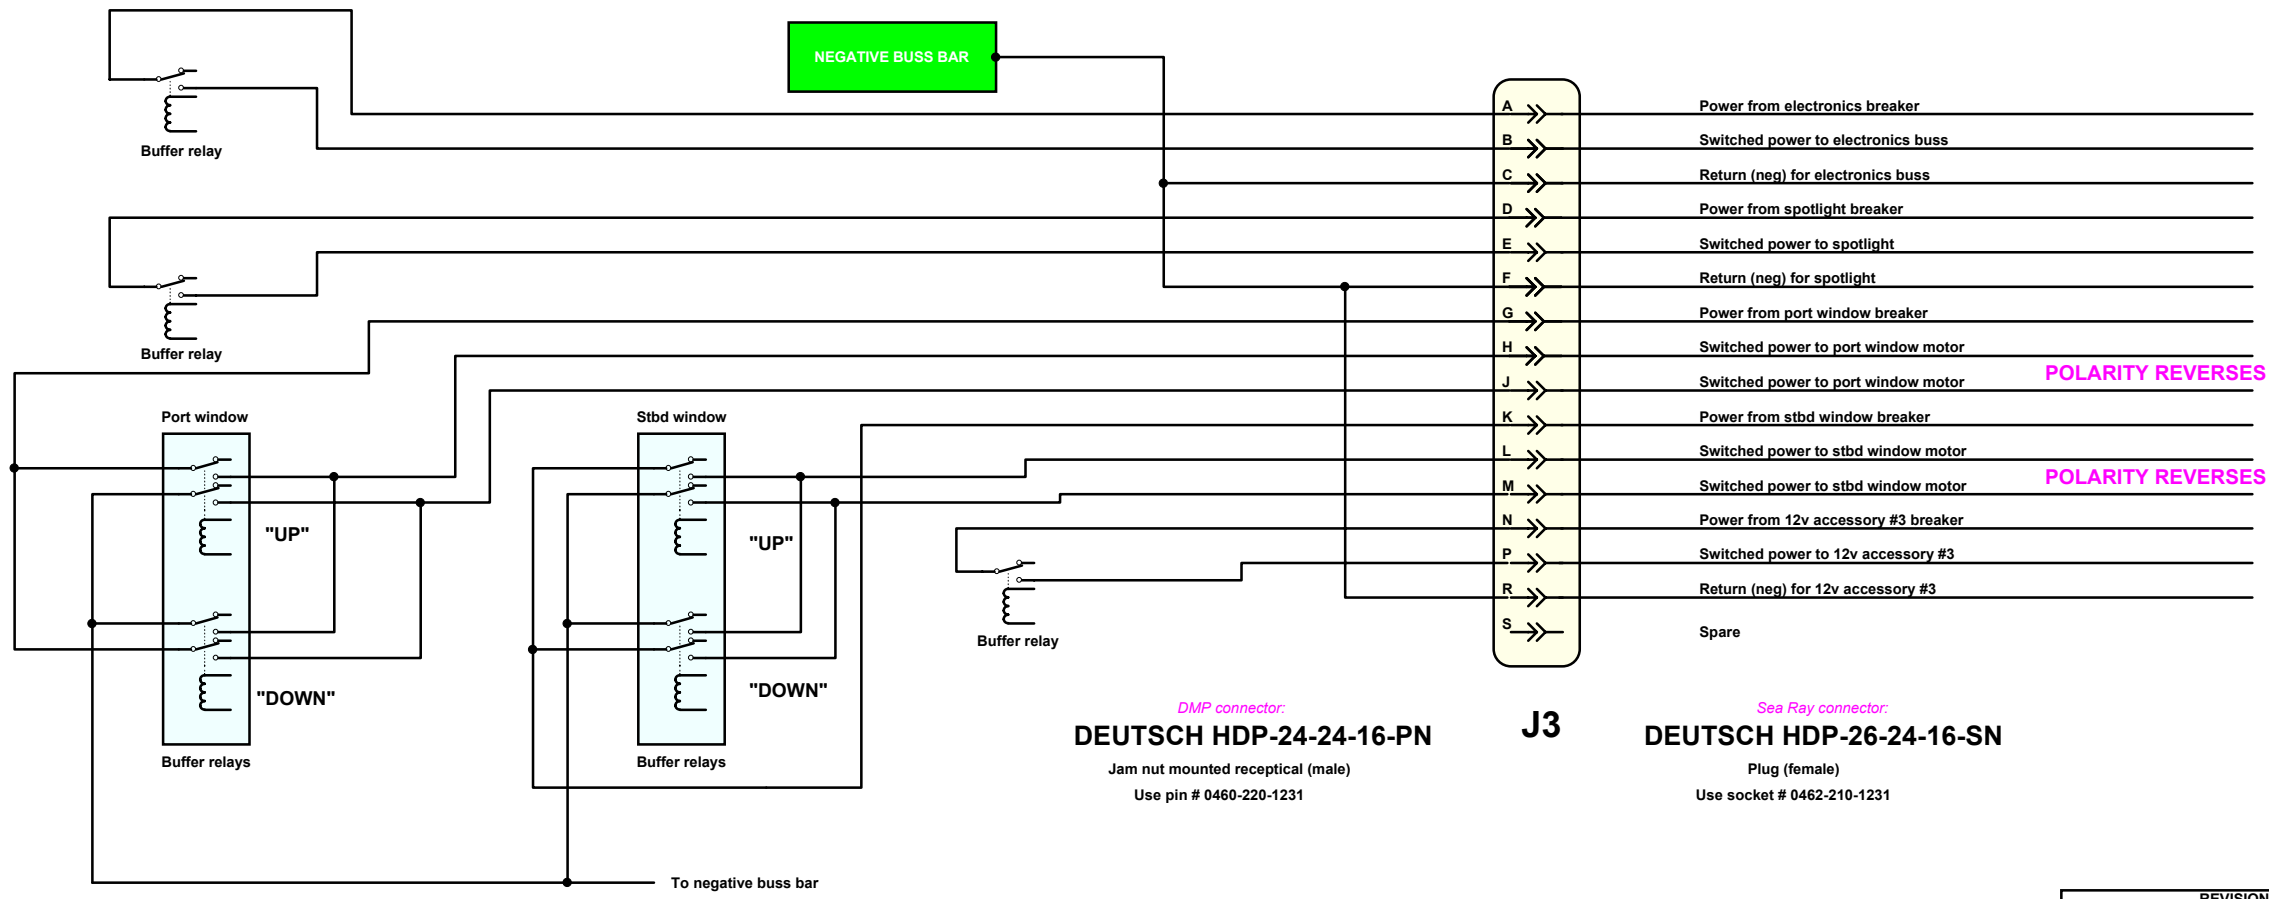 NEGATIVE BUSS BAR
A Power from electronics breaker
B Switched power to electronics buss
Buffer relay
C Return (neg) for electronics buss
D Power from spotlight breaker
E Switched power to spotlight
F Return (neg) for spotlight
G Power from port window breaker
Buffer relay
H Switched power to port window motor
POLARITY REVERSES
J Switched power to port window motor
Port window
Stbd window
K Power from stbd window breaker
L Switched power to stbd window motor
POLARITY REVERSES
M Switched power to stbd window motor
N Power from 12v accessory #3 breaker
"UP"
"UP"
P Switched power to 12v accessory #3
R Return (neg) for 12v accessory #3
S Spare
Buffer relay
"DOWN"
"DOWN"
Buffer relays
Buffer relays
DMP connector:
DEUTSCH HDP-24-24-16-PN
Jam nut mounted receptical (male)
Use pin # 0460-220-1231
J3
Sea Ray connector:
DEUTSCH HDP-26-24-16-SN
Plug (female)
Use socket # 0462-210-1231
To negative buss bar
REVISION